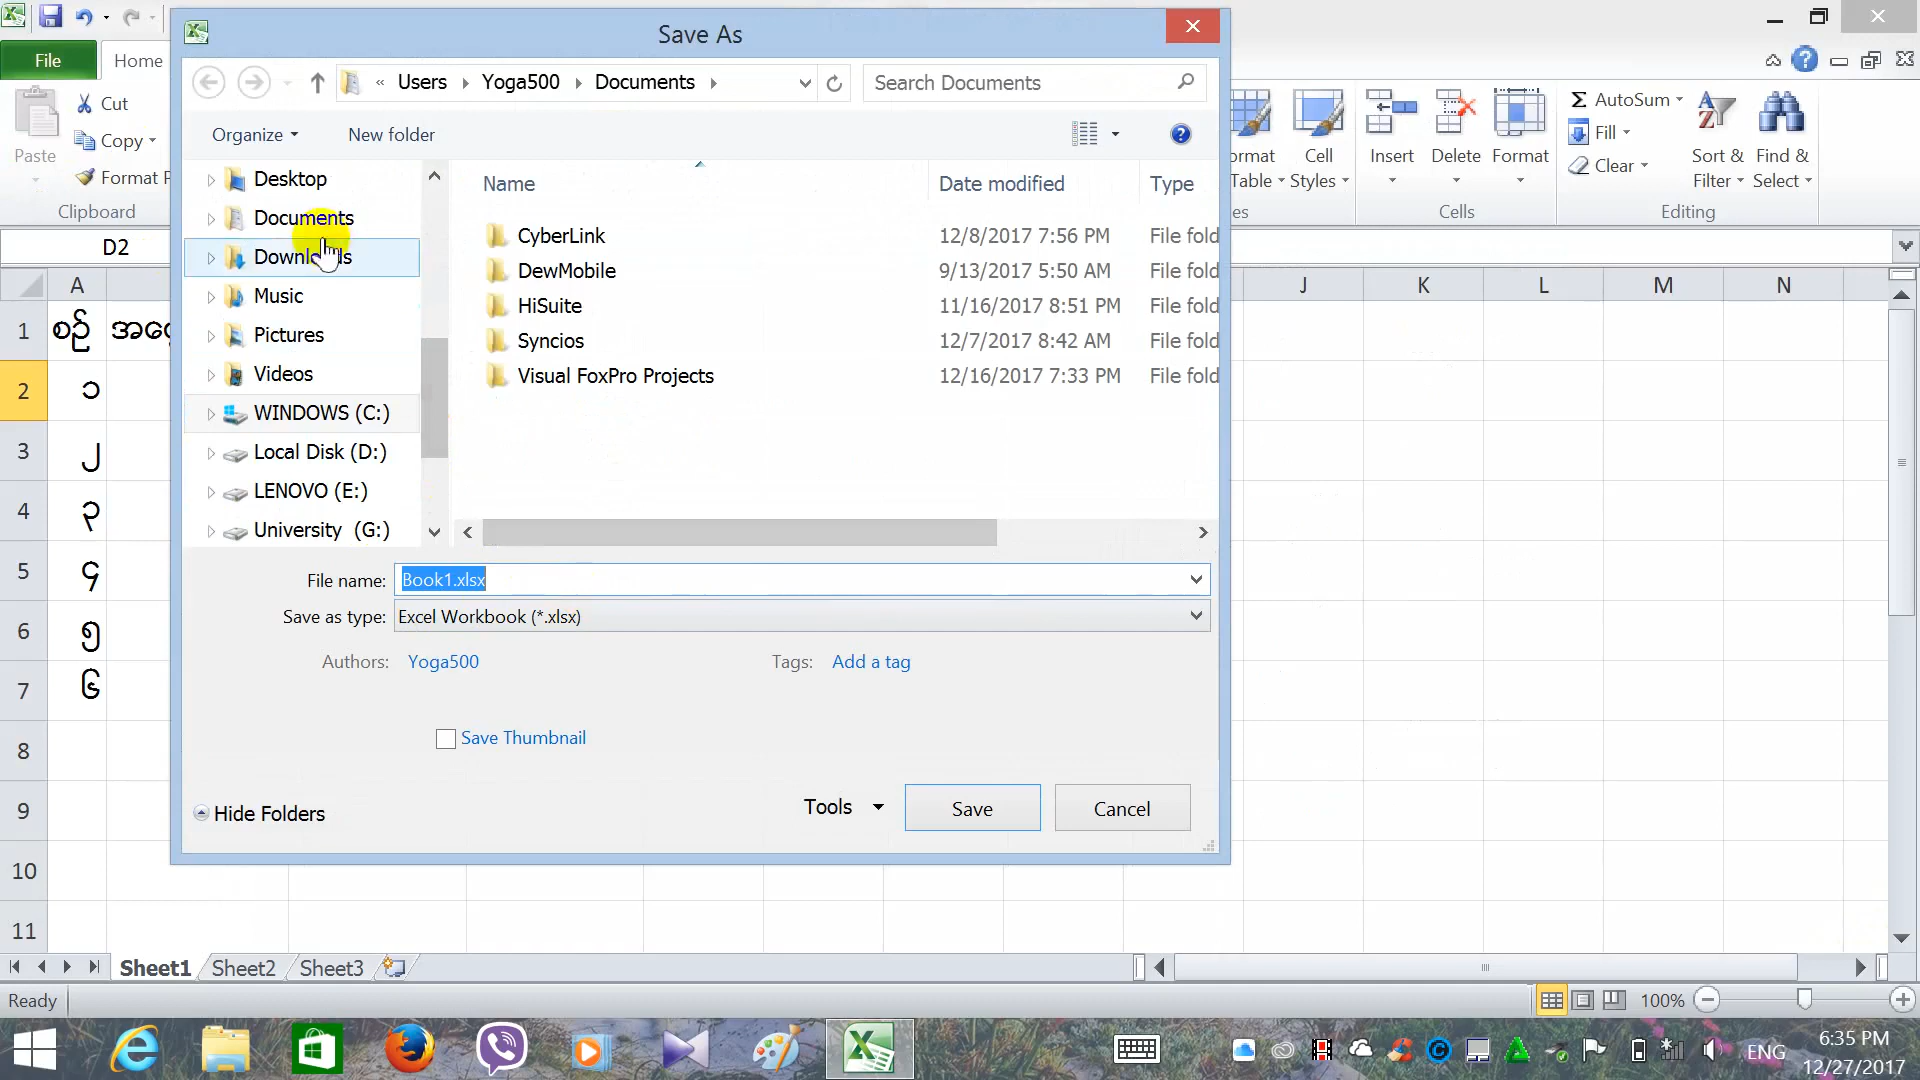 Save As
File
Home
Users Yoga500 Documents
Search Documents
Paste
Cut
Copy
Format
Clipboard
Organize
New folder
Desktop
Documents
Downloads
Music
Pictures
Videos
WINDOWS (C:)
Local Disk (D:)
LENOVO (E:)
University (G:)
Name Date modified Type
CyberLink 12/8/2017 7:56 PM File fold
DewMobile 9/13/2017 5:50 AM File fold
HiSuite 11/16/2017 8:51 PM File fold
Syncios 12/7/2017 8:42 AM File fold
Visual FoxPro Projects 12/16/2017 7:33 PM File fold
File name: Book1.xlsx
Save as type: Excel Workbook (*.xlsx)
Authors: Yoga500 Tags: Add a tag
Save Thumbnail
Hide Folders
Tools Save Cancel
Table
Cell
Styles
Insert
Delete
Format
Cells
AutoSum
Fill
Clear
Sort &
Filter
Find &
Select
Editing
D2
A J K L M N
1 စဉ်
2 ၁
3 ၂
4 ၃
5 ၄
6 ၅
7 ၆
8
9
10
11
Sheet1 Sheet2 Sheet3
Ready
100%
ENG
6:35 PM
12/27/2017